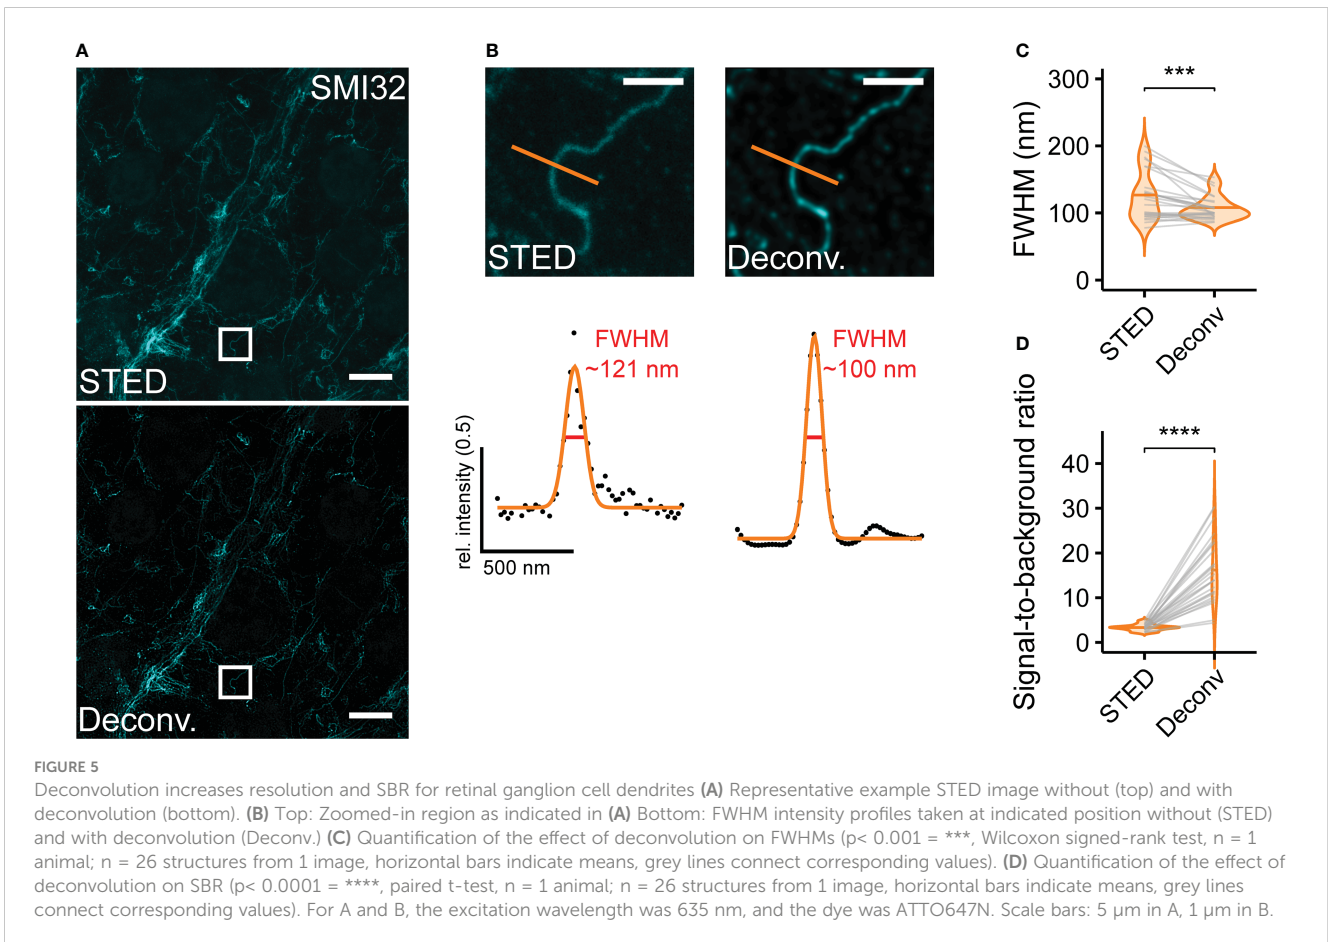 A
SMI32
STED
Deconv.
B
STED
Deconv.
FWHM
~121 nm
FWHM
~100 nm
rel. intensity (0.5)
500 nm
C
FWHM (nm)
300
200
100
0
***
STED
Deconv
D
Signal-to-background ratio
40
30
20
10
0
****
STED
Deconv
FIGURE 5
Deconvolution increases resolution and SBR for retinal ganglion cell dendrites (A) Representative example STED image without (top) and with
deconvolution (bottom). (B) Top: Zoomed-in region as indicated in (A) Bottom: FWHM intensity profiles taken at indicated position without (STED)
and with deconvolution (Deconv.) (C) Quantification of the effect of deconvolution on FWHMs (p< 0.001 = ***, Wilcoxon signed-rank test, n = 1
animal; n = 26 structures from 1 image, horizontal bars indicate means, grey lines connect corresponding values). (D) Quantification of the effect of
deconvolution on SBR (p< 0.0001 = ****, paired t-test, n = 1 animal; n = 26 structures from 1 image, horizontal bars indicate means, grey lines
connect corresponding values). For A and B, the excitation wavelength was 635 nm, and the dye was ATTO647N. Scale bars: 5 µm in A, 1 µm in B.